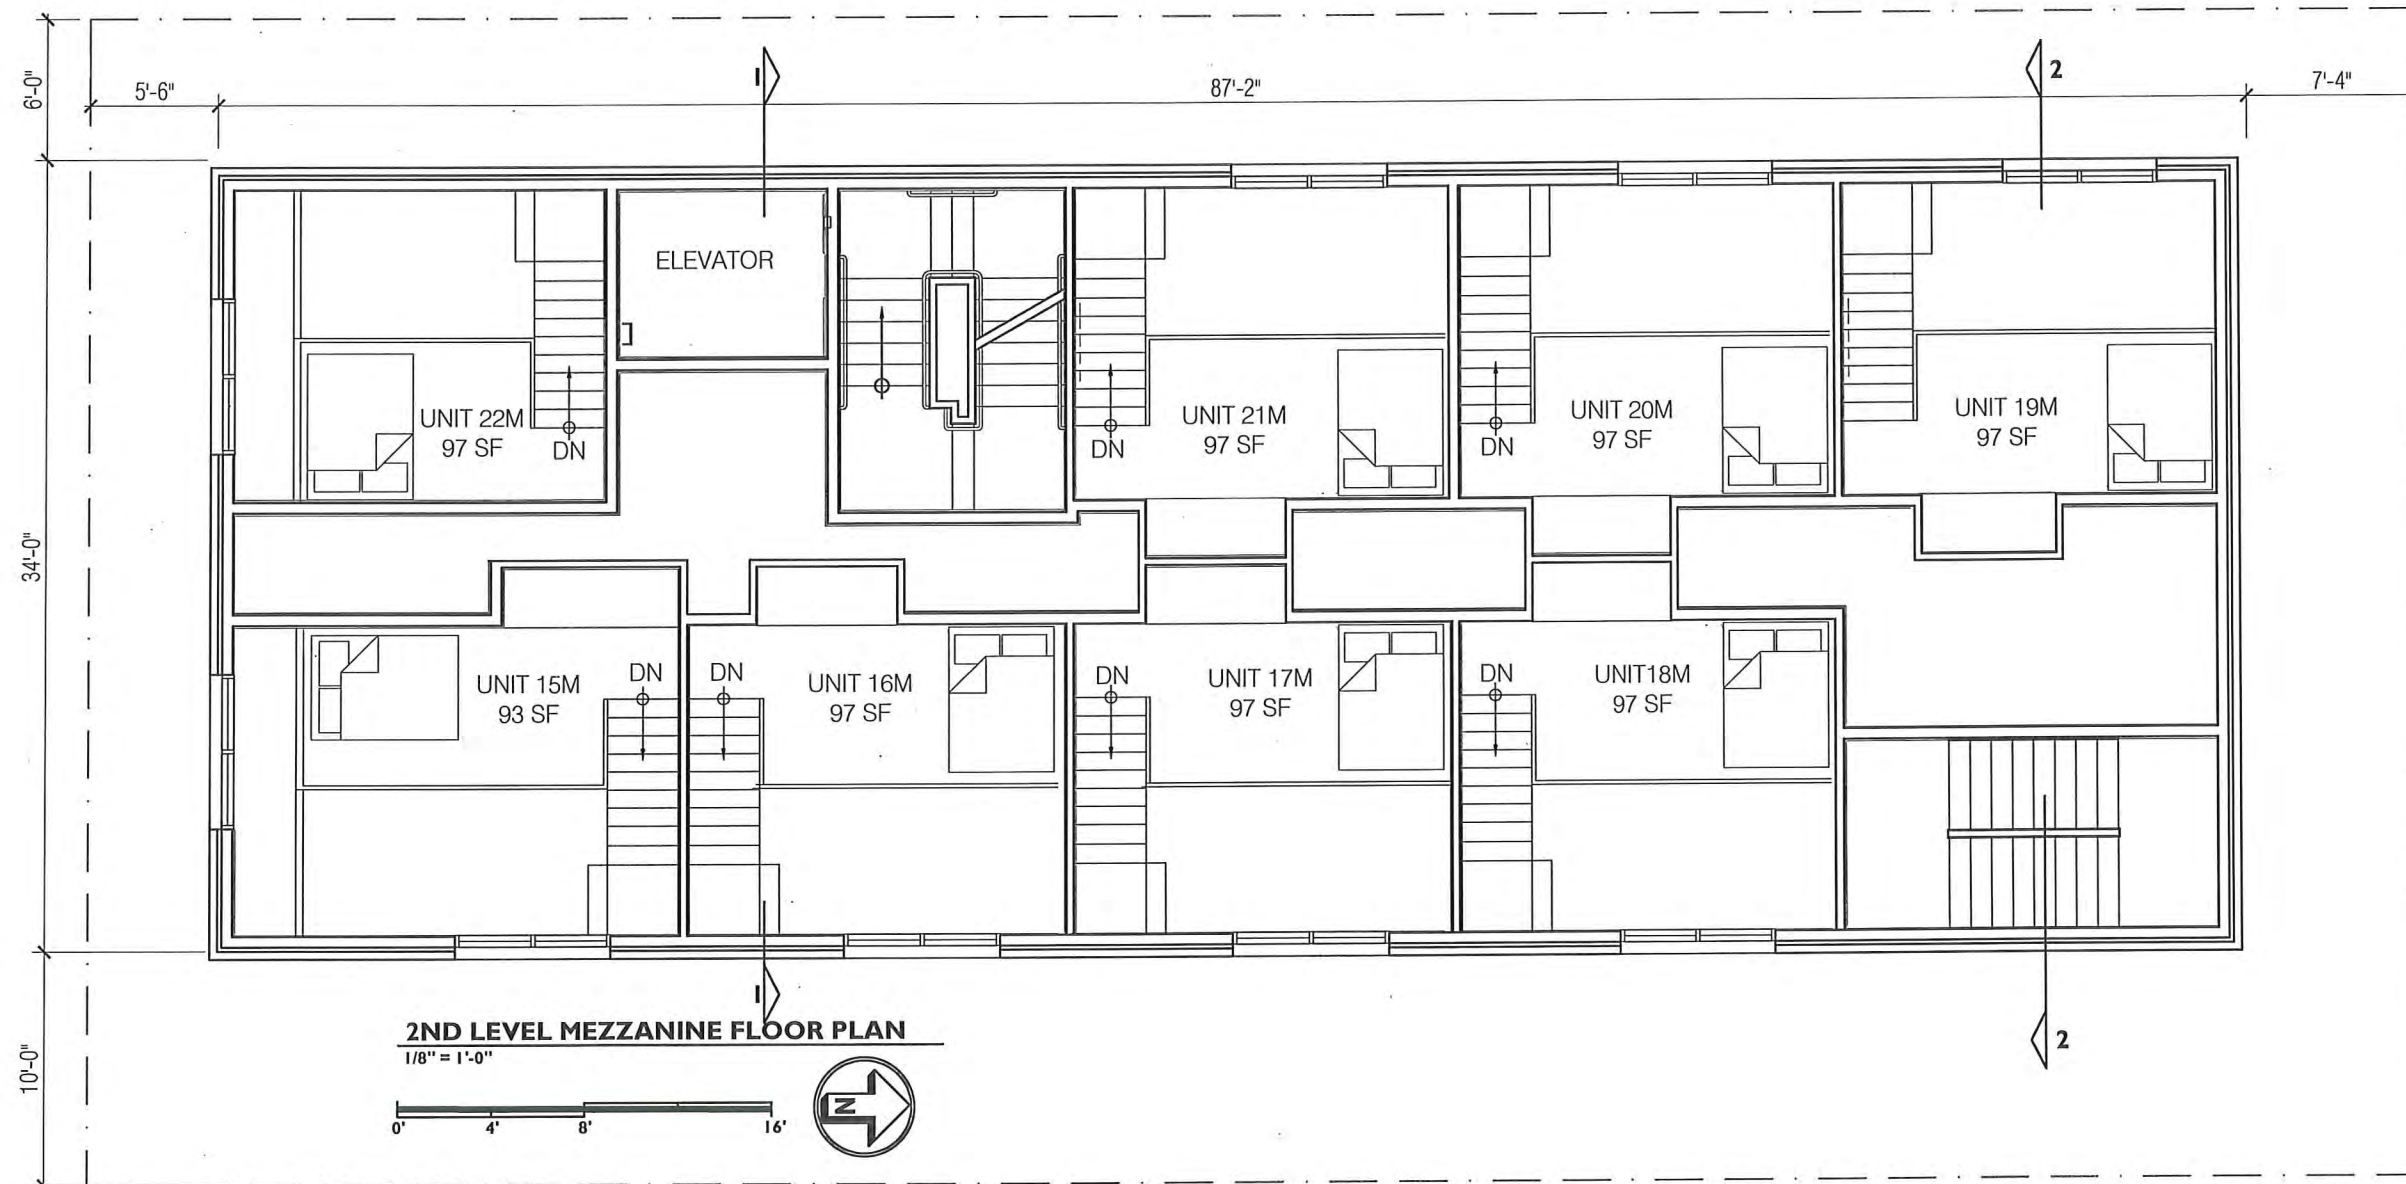 6'-0"
5'-6"
1
87'-2"
2
7'-4"
ELEVATOR
UNIT 22M
97 SF
DN
UNIT 21M
97 SF
DN
UNIT 20M
97 SF
DN
UNIT 19M
97 SF
34'-0"
UNIT 15M
93 SF
DN
DN
UNIT 16M
97 SF
DN
UNIT 17M
97 SF
DN
UNIT18M
97 SF
1
2
10'-0"
2ND LEVEL MEZZANINE FLOOR PLAN
1/8" = 1'-0"
N
0' 4' 8' 16'